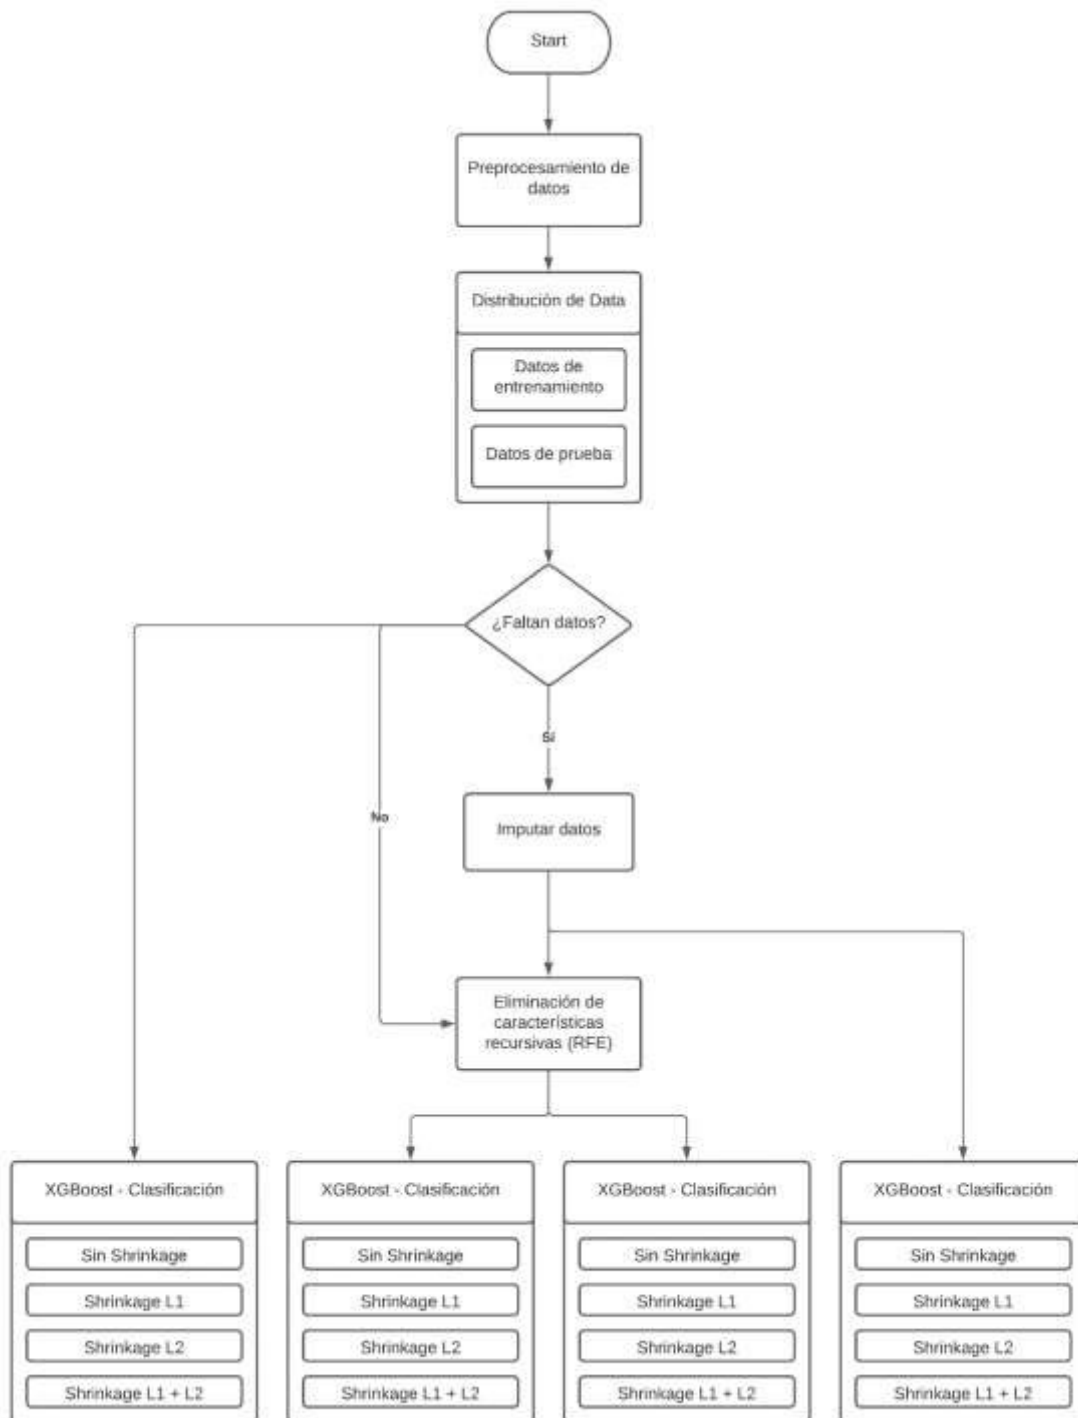 Start
Preprocesamiento de
datos
Distribución de Data
Datos de
entrenamiento
Datos de prueba
¿Faltan datos?
Sí
No
Imputar datos
Eliminación de
características
recursivas (RFE)
XGBoost - Clasificación
Sin Shrinkage
Shrinkage L1
Shrinkage L2
Shrinkage L1 + L2
XGBoost - Clasificación
Sin Shrinkage
Shrinkage L1
Shrinkage L2
Shrinkage L1 + L2
XGBoost - Clasificación
Sin Shrinkage
Shrinkage L1
Shrinkage L2
Shrinkage L1 + L2
XGBoost - Clasificación
Sin Shrinkage
Shrinkage L1
Shrinkage L2
Shrinkage L1 + L2